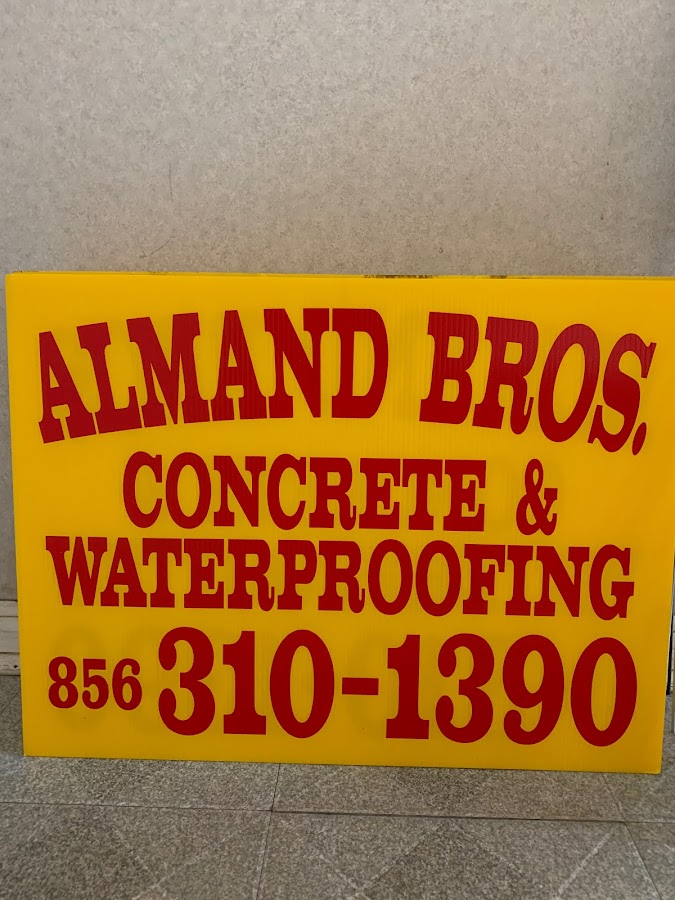 ALMAND BROS.
CONCRETE &
WATERPROOFING
856 310-1390